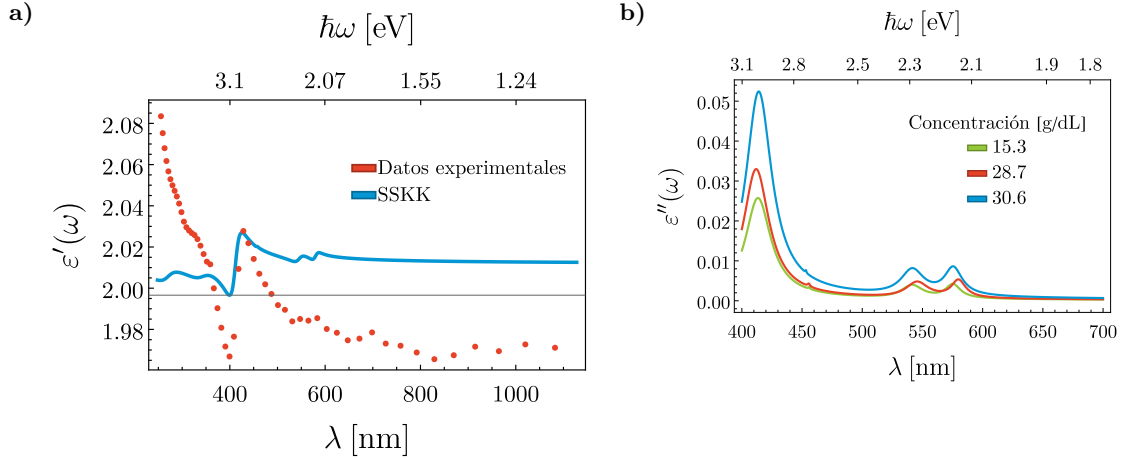 a)
ℏω [eV]
3.1 2.07 1.55 1.24
2.08
2.06
2.04
2.02
2.00
1.98
ε′(ω)
Datos experimentales
SSKK
400 600 800 1000
λ [nm]
b)
ℏω [eV]
3.1 2.8 2.5 2.3 2.1 1.9 1.8
0.05
0.04
0.03
0.02
0.01
0.00
ε″(ω)
Concentración [g/dL]
15.3
28.7
30.6
400 450 500 550 600 650 700
λ [nm]